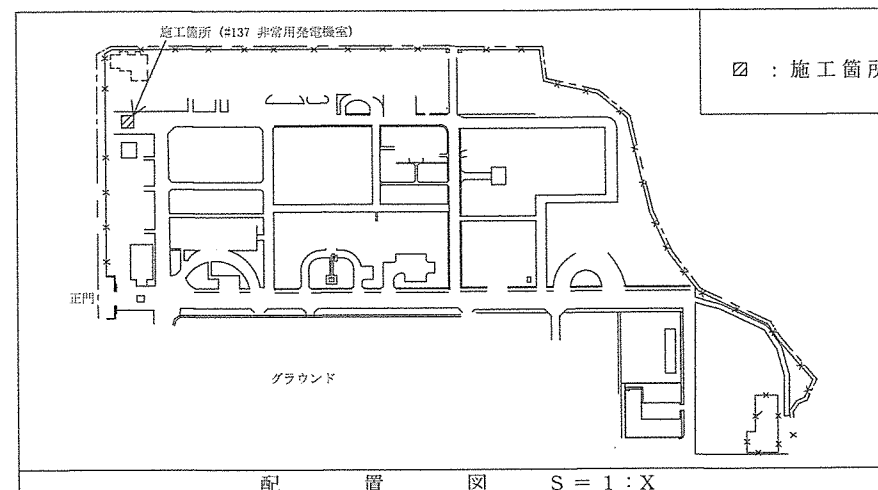 施工箇所 (#137 非常用発電機室)
〼 : 施工箇所
正門
グラウンド
配置図 S = 1 : X